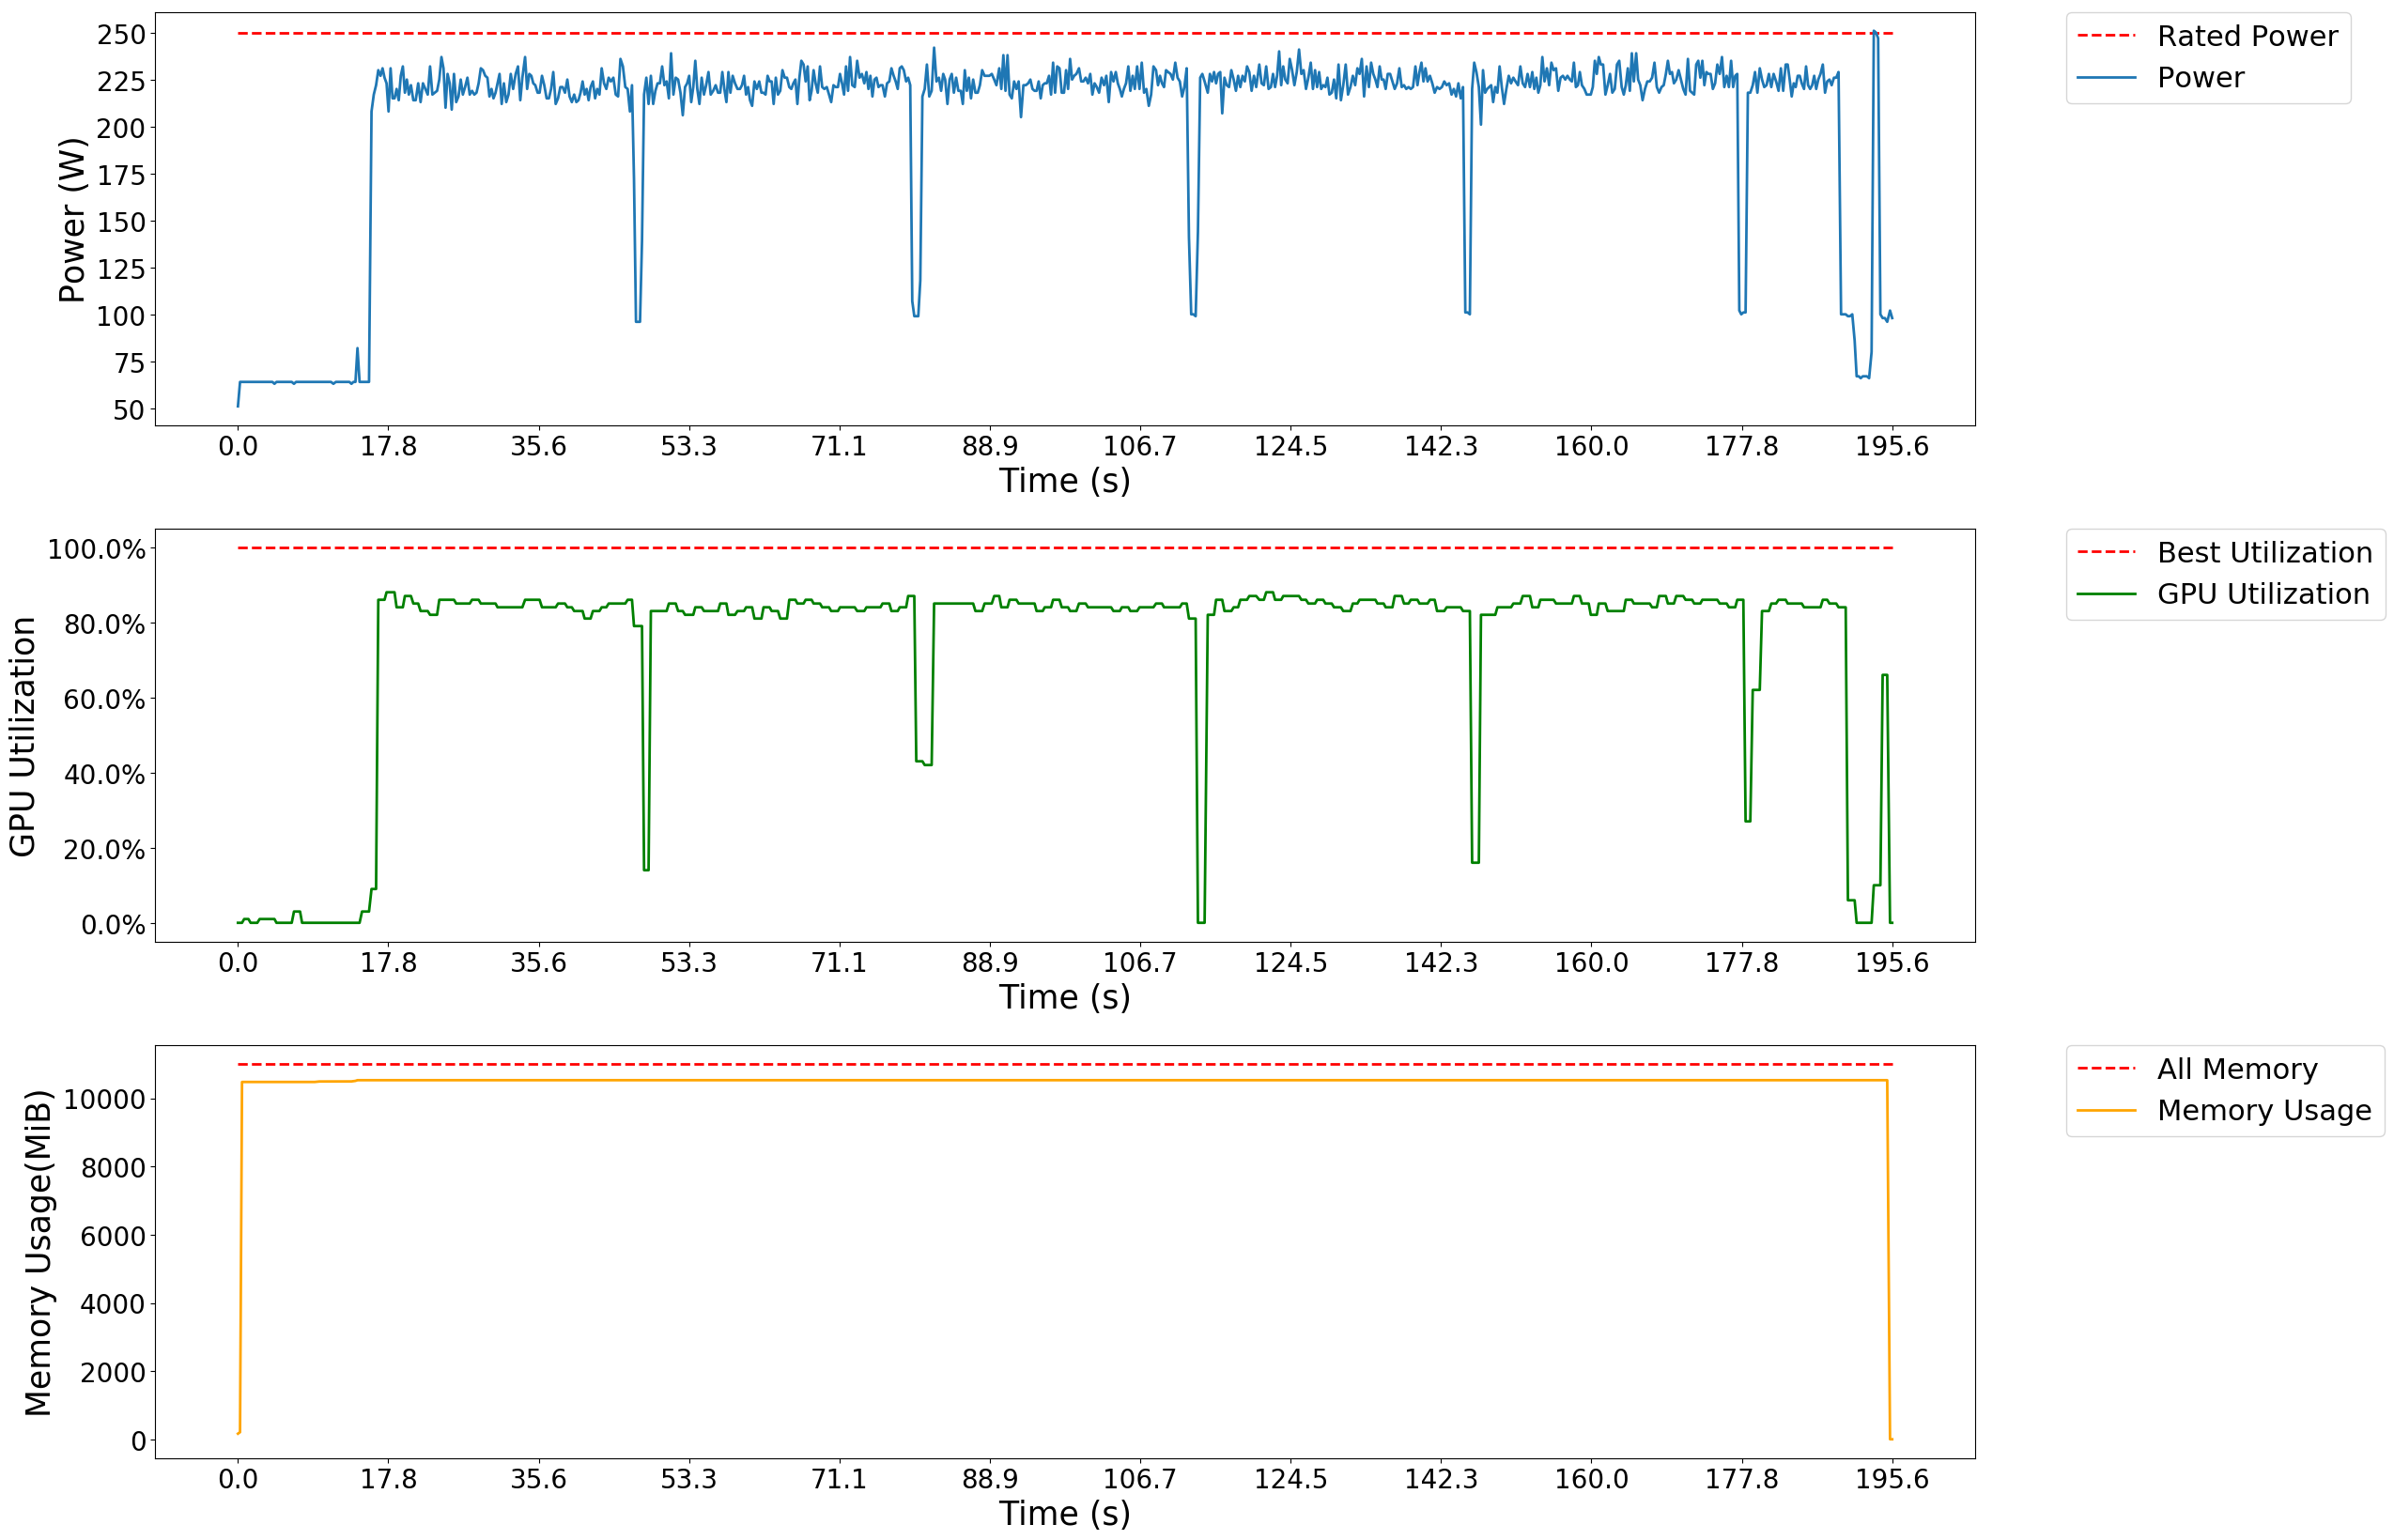 250
225
200
175
150
125
100
75
50
Power (W)
0.0 17.8 35.6 53.3 71.1 88.9 106.7 124.5 142.3 160.0 177.8 195.6
Time (s)
Rated Power
Power
100.0%
80.0%
60.0%
40.0%
20.0%
0.0%
GPU Utilization
0.0 17.8 35.6 53.3 71.1 88.9 106.7 124.5 142.3 160.0 177.8 195.6
Time (s)
Best Utilization
GPU Utilization
10000
8000
6000
4000
2000
0
Memory Usage(MiB)
0.0 17.8 35.6 53.3 71.1 88.9 106.7 124.5 142.3 160.0 177.8 195.6
Time (s)
All Memory
Memory Usage